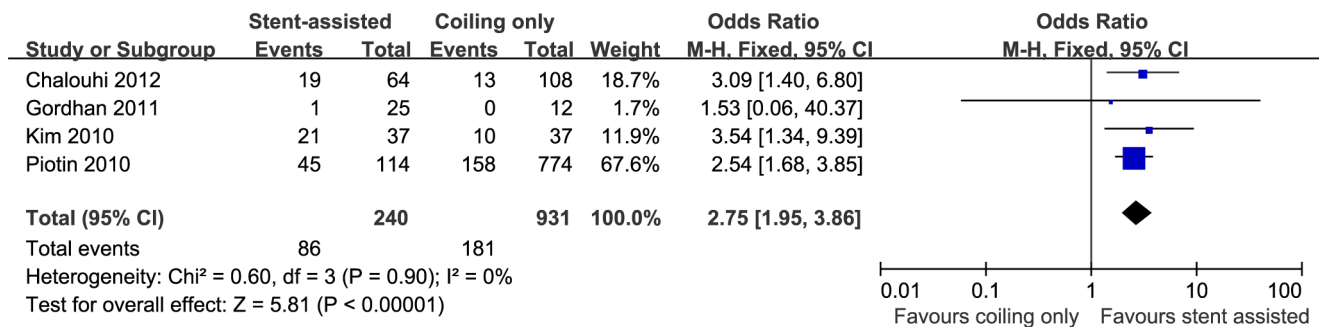 Stent-assisted Coiling only Odds Ratio Odds Ratio
Study or Subgroup Events Total Events Total Weight M-H, Fixed, 95% CI M-H, Fixed, 95% CI
Chalouhi 2012 19 64 13 108 18.7% 3.09 [1.40, 6.80]
Gordhan 2011 1 25 0 12 1.7% 1.53 [0.06, 40.37]
Kim 2010 21 37 10 37 11.9% 3.54 [1.34, 9.39]
Piotin 2010 45 114 158 774 67.6% 2.54 [1.68, 3.85]
Total (95% CI) 240 931 100.0% 2.75 [1.95, 3.86]
Total events 86 181
Heterogeneity: Chi² = 0.60, df = 3 (P = 0.90); I² = 0%
Test for overall effect: Z = 5.81 (P < 0.00001)
0.01 0.1 1 10 100
Favours coiling only Favours stent assisted